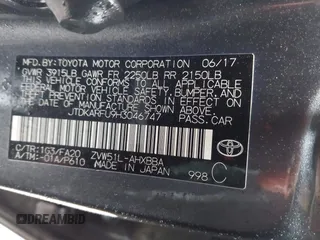 MFD.BY:TOYOTA MOTOR CORPORATION 06/17
GVWR 3915LB GAWR FR 2250LB RR 2150LB
THIS VEHICLE CONFORMS TO ALL APPLICABLE
FEDERAL MOTOR VEHICLE SAFETY, BUMPER, AND
THEFT PREVENTION STANDARDS IN EFFECT ON
THE DATE OF MANUFACTURE SHOWN ABOVE.
JTDKARFU9H3046747 PASS.CAR
C/TR:1G3/FA20 ZVW51L-AHXBBA
A/TM:-01A/P610 MADE IN JAPAN 998 C
TOYOTA